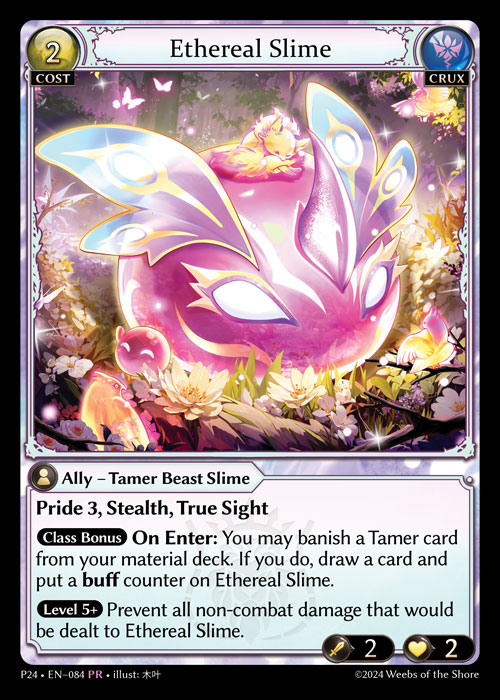 2
Ethereal Slime
COST
CRUX
Ally – Tamer Beast Slime
Pride 3, Stealth, True Sight
Class Bonus On Enter: You may banish a Tamer card
from your material deck. If you do, draw a card and
put a buff counter on Ethereal Slime.
Level 5+ Prevent all non-combat damage that would
be dealt to Ethereal Slime.
2
2
P24 • EN–084 PR • illust: 木叶
©2024 Weebs of the Shore